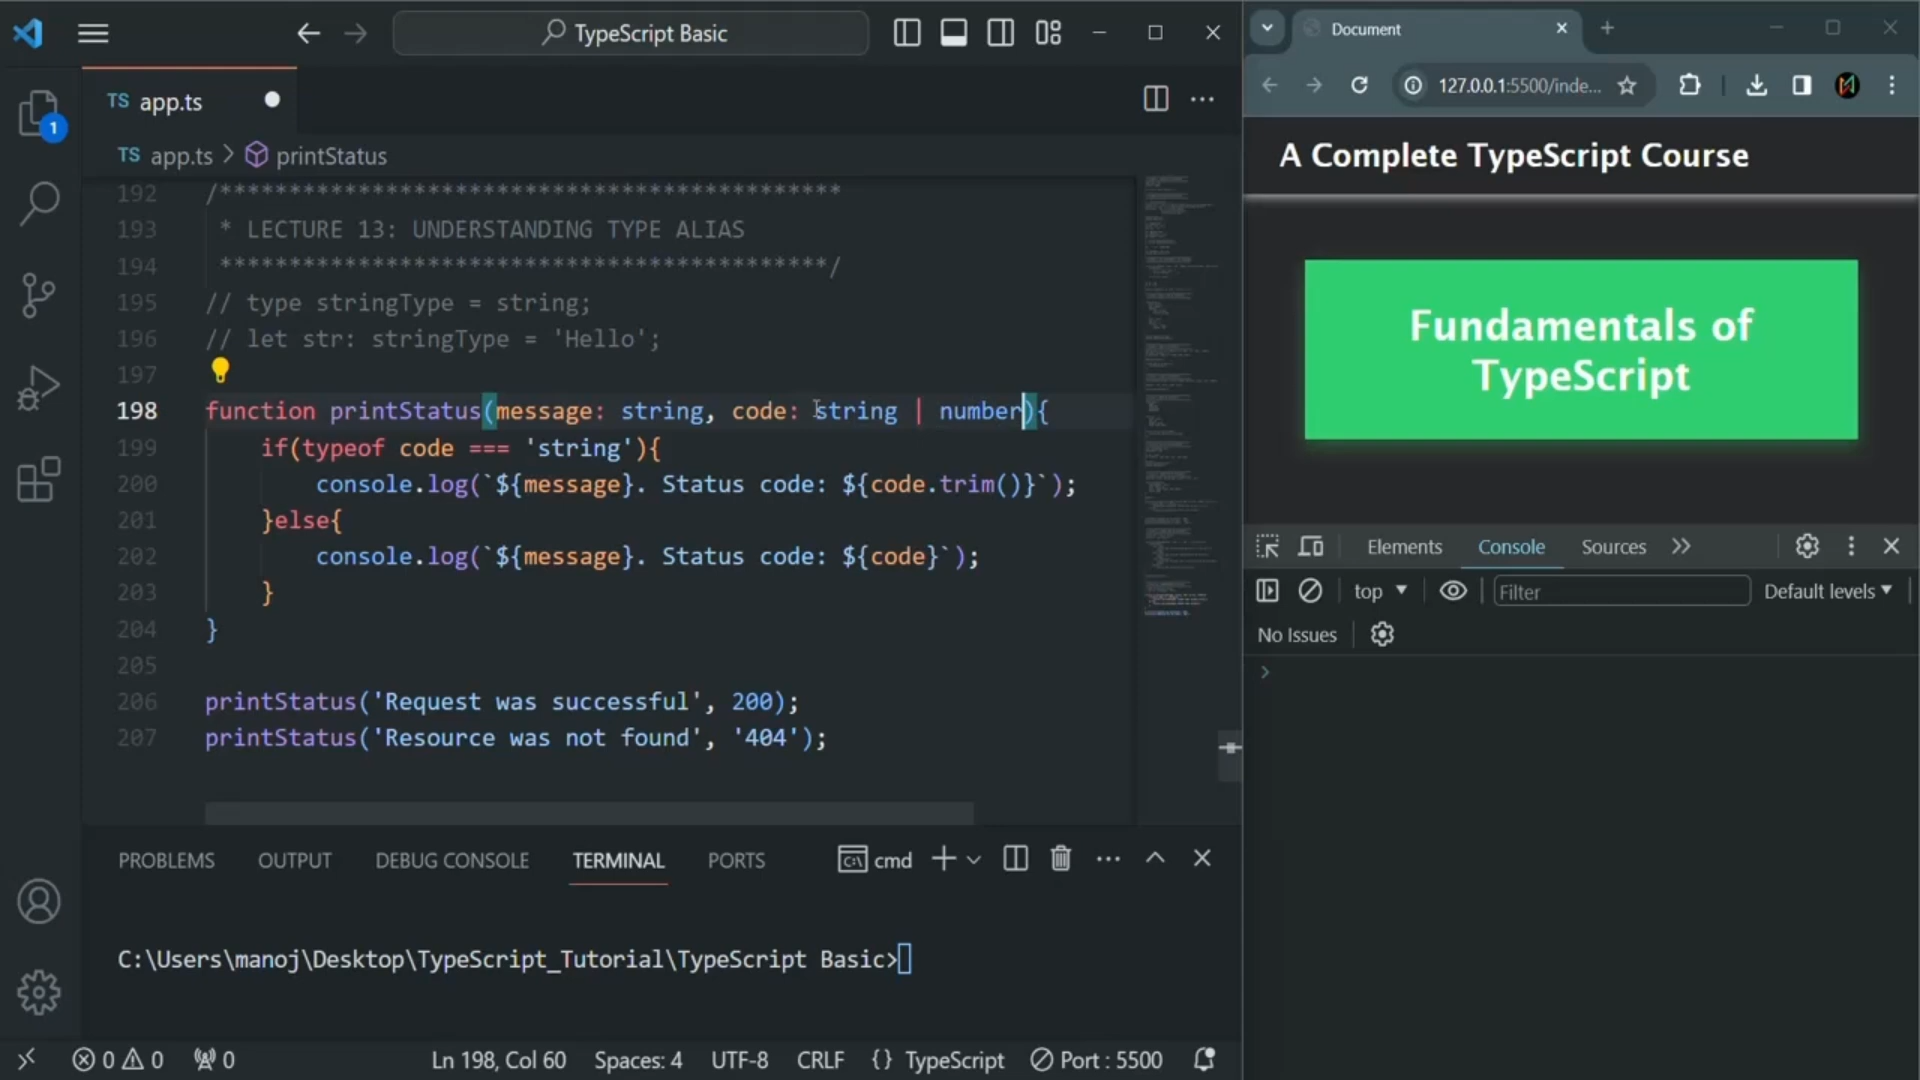 TypeScript Basic
TS app.ts
TS app.ts > printStatus
192 /*********************************************
193 * LECTURE 13: UNDERSTANDING TYPE ALIAS
194 ********************************************/
195 // type stringType = string;
196 // let str: stringType = 'Hello';
197
198 function printStatus(message: string, code: string | number){
199 if(typeof code === 'string'){
200 console.log(`${message}. Status code: ${code.trim()}`);
201 }else{
202 console.log(`${message}. Status code: ${code}`);
203 }
204 }
205
206 printStatus('Request was successful', 200);
207 printStatus('Resource was not found', '404');
1
PROBLEMS OUTPUT DEBUG CONSOLE TERMINAL PORTS cmd
C:\Users\manoj\Desktop\TypeScript_Tutorial\TypeScript Basic>
0 0 0 Ln 198, Col 60 Spaces: 4 UTF-8 CRLF {} TypeScript Port : 5500
Document
127.0.0.1:5500/inde...
A Complete TypeScript Course
Fundamentals of
TypeScript
Elements Console Sources
top Filter Default levels
No Issues